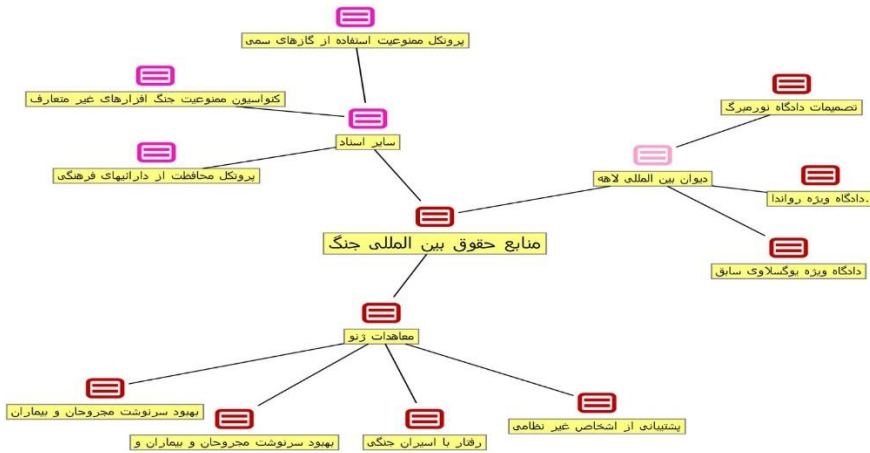 پروتکل ممنوعیت استفاده از گازهای سمی
کنواسیون ممنوعیت جنگ افزارهای غیر متعارف
تصمیمات دادگاه نورمبرگ
سایر اسناد
پروتکل محافظت از دارائیهای فرهنگی
دیوان بین المللی لاهه
دادگاه ویژه رواندا.
منابع حقوق بین المللی جنگ
دادگاه ویژه یوگسلاوی سابق
معاهدات ژنو
بهبود سرنوشت مجروحان و بیماران
بهبود سرنوشت مجروحان و بیماران و
رفتار با اسیران جنگی
پشتیبانی از اشخاص غیر نظامی